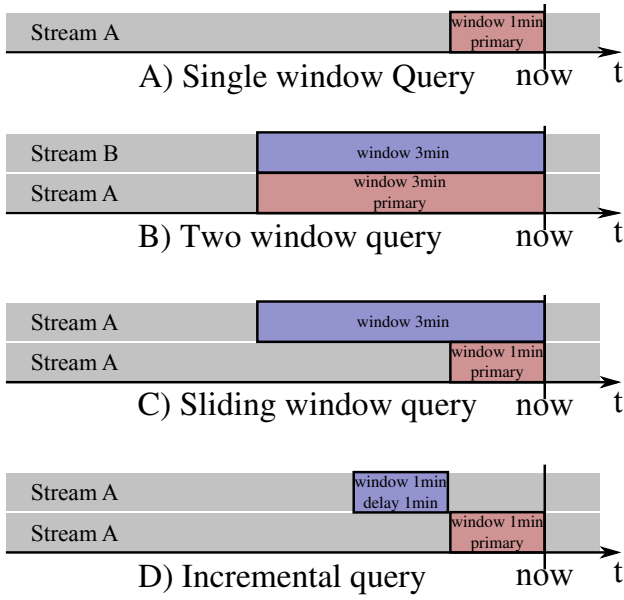 Stream A
window 1min
primary
A) Single window Query
now
t
Stream B
window 3min
Stream A
window 3min
primary
B) Two window query
now
t
Stream A
window 3min
Stream A
window 1min
primary
C) Sliding window query
now
t
Stream A
window 1min
delay 1min
Stream A
window 1min
primary
D) Incremental query
now
t